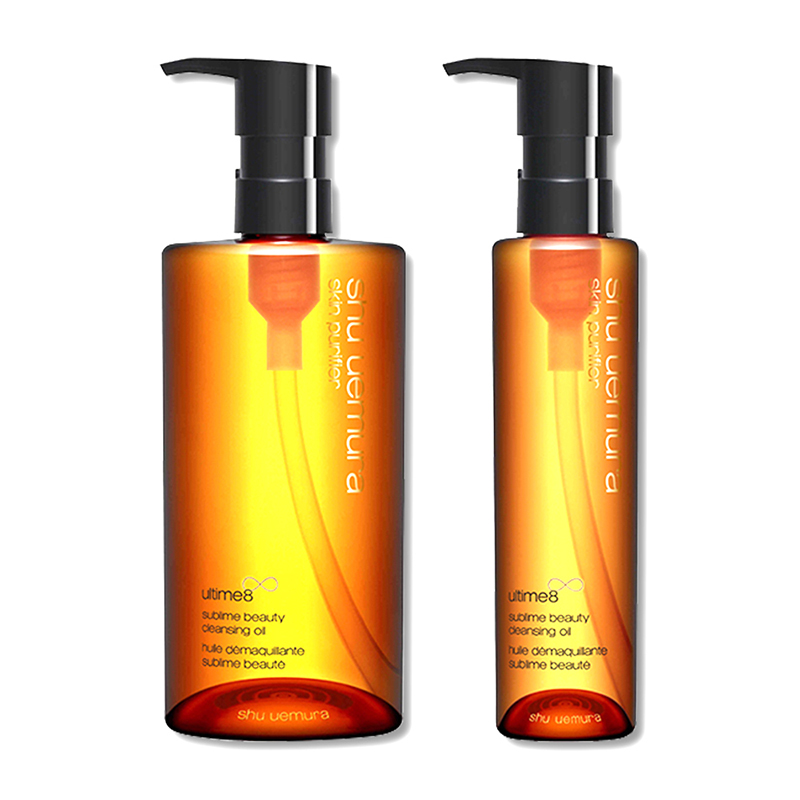 shu uemura
skin purifier
ultime8∞
sublime beauty
cleansing oil
huile démaquillante
sublime beauté
shu uemura
shu uemura
skin purifier
ultime8∞
sublime beauty
cleansing oil
huile démaquillante
sublime beauté
shu uemura